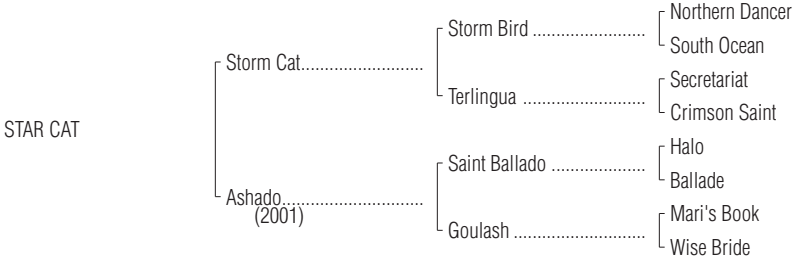 Northern Dancer
Storm Bird ........................
South Ocean
Storm Cat..........................
Secretariat
Terlingua ..........................
Crimson Saint
STAR CAT
Halo
Saint Ballado ....................
Ballade
Ashado..............................
(2001)
Mari's Book
Goulash ............................
Wise Bride